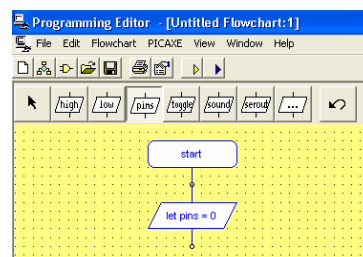 Programming Editor - [Untitled Flowchart:1]
File Edit Flowchart PICAXE View Window Help
high low pins toggle sound serout ...
start
let pins = 0